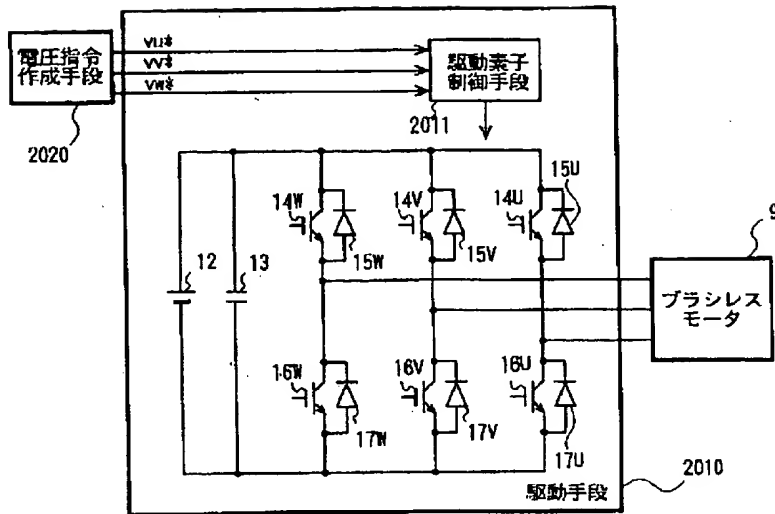 電圧指令
作成手段
2020
VU*
VV*
VW*
駆動素子
制御手段
2011
12
13
14W
15W
14V
15V
14U
15U
9
ブラシレス
モータ
16W
17W
16V
17V
16U
17U
駆動手段
2010